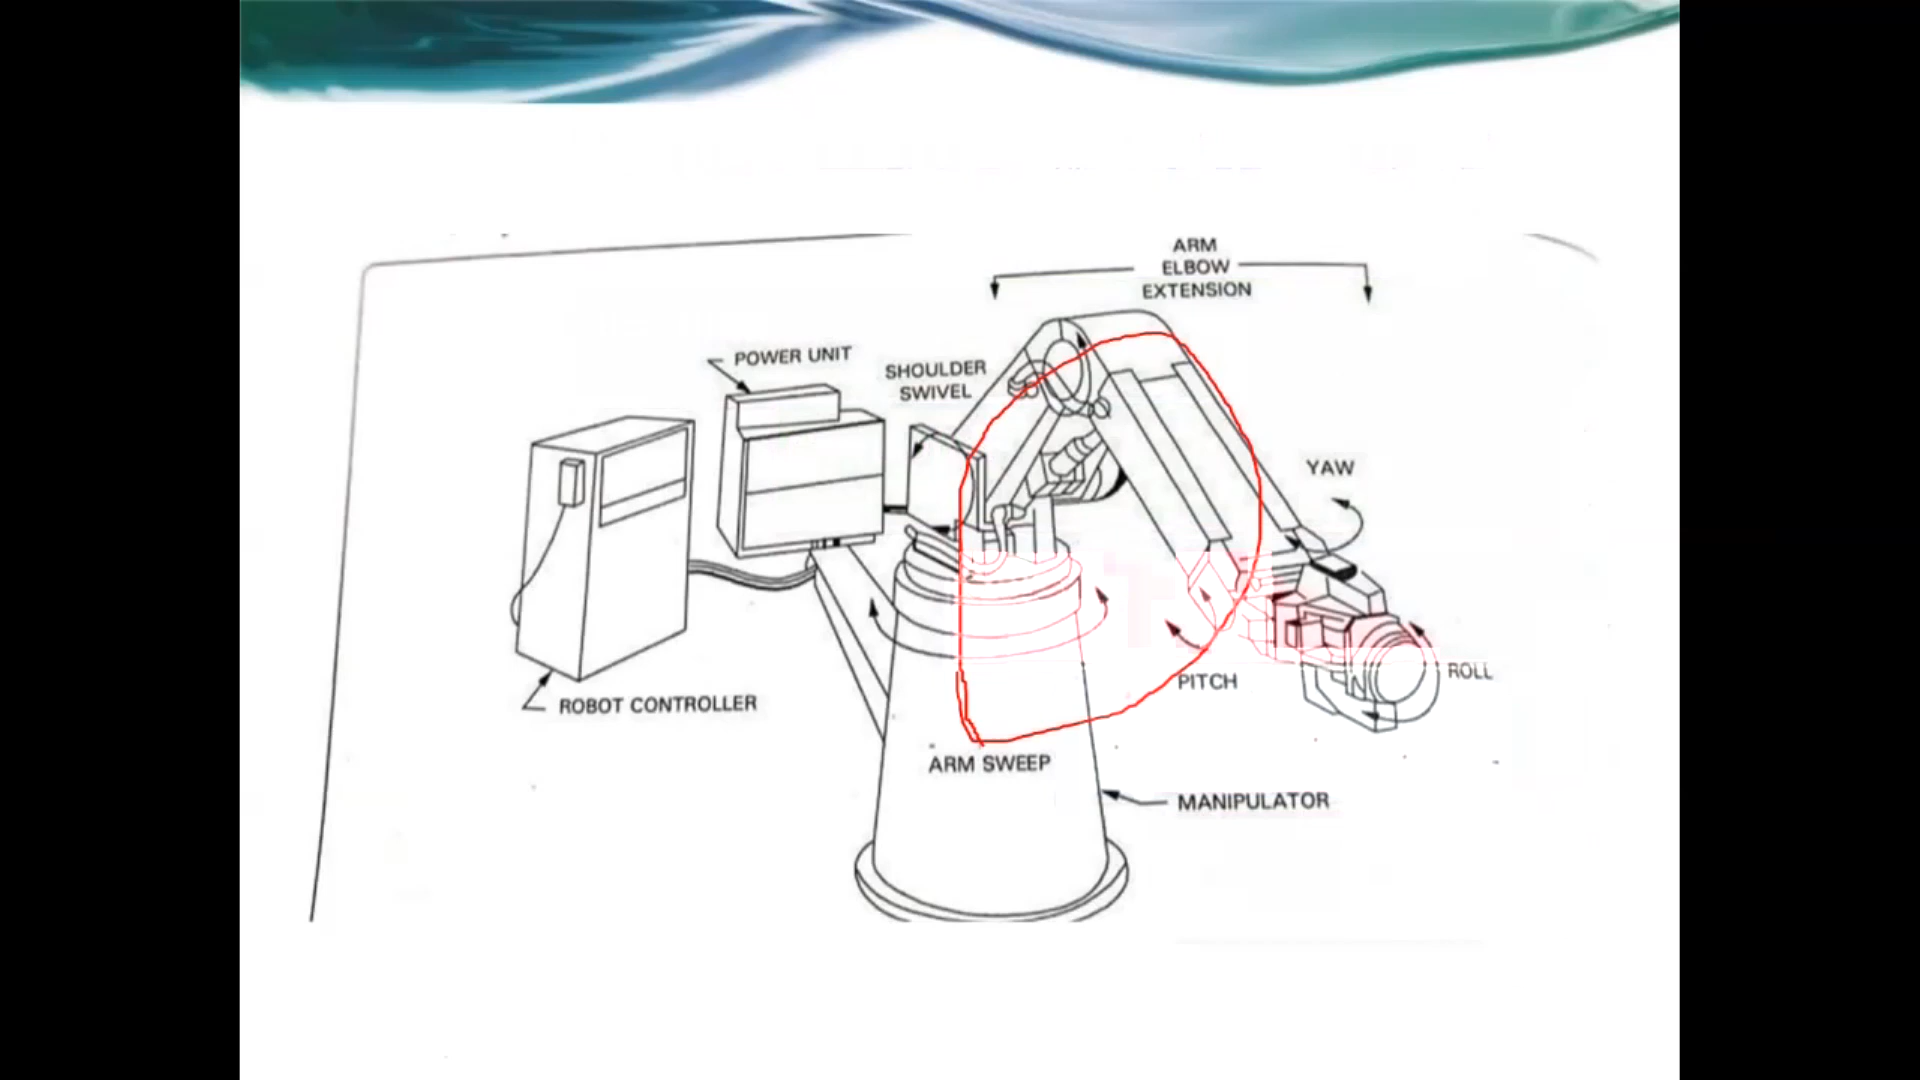 ARM
ELBOW
EXTENSION
POWER UNIT
SHOULDER
SWIVEL
YAW
ROLL
PITCH
ROBOT CONTROLLER
ARM SWEEP
MANIPULATOR